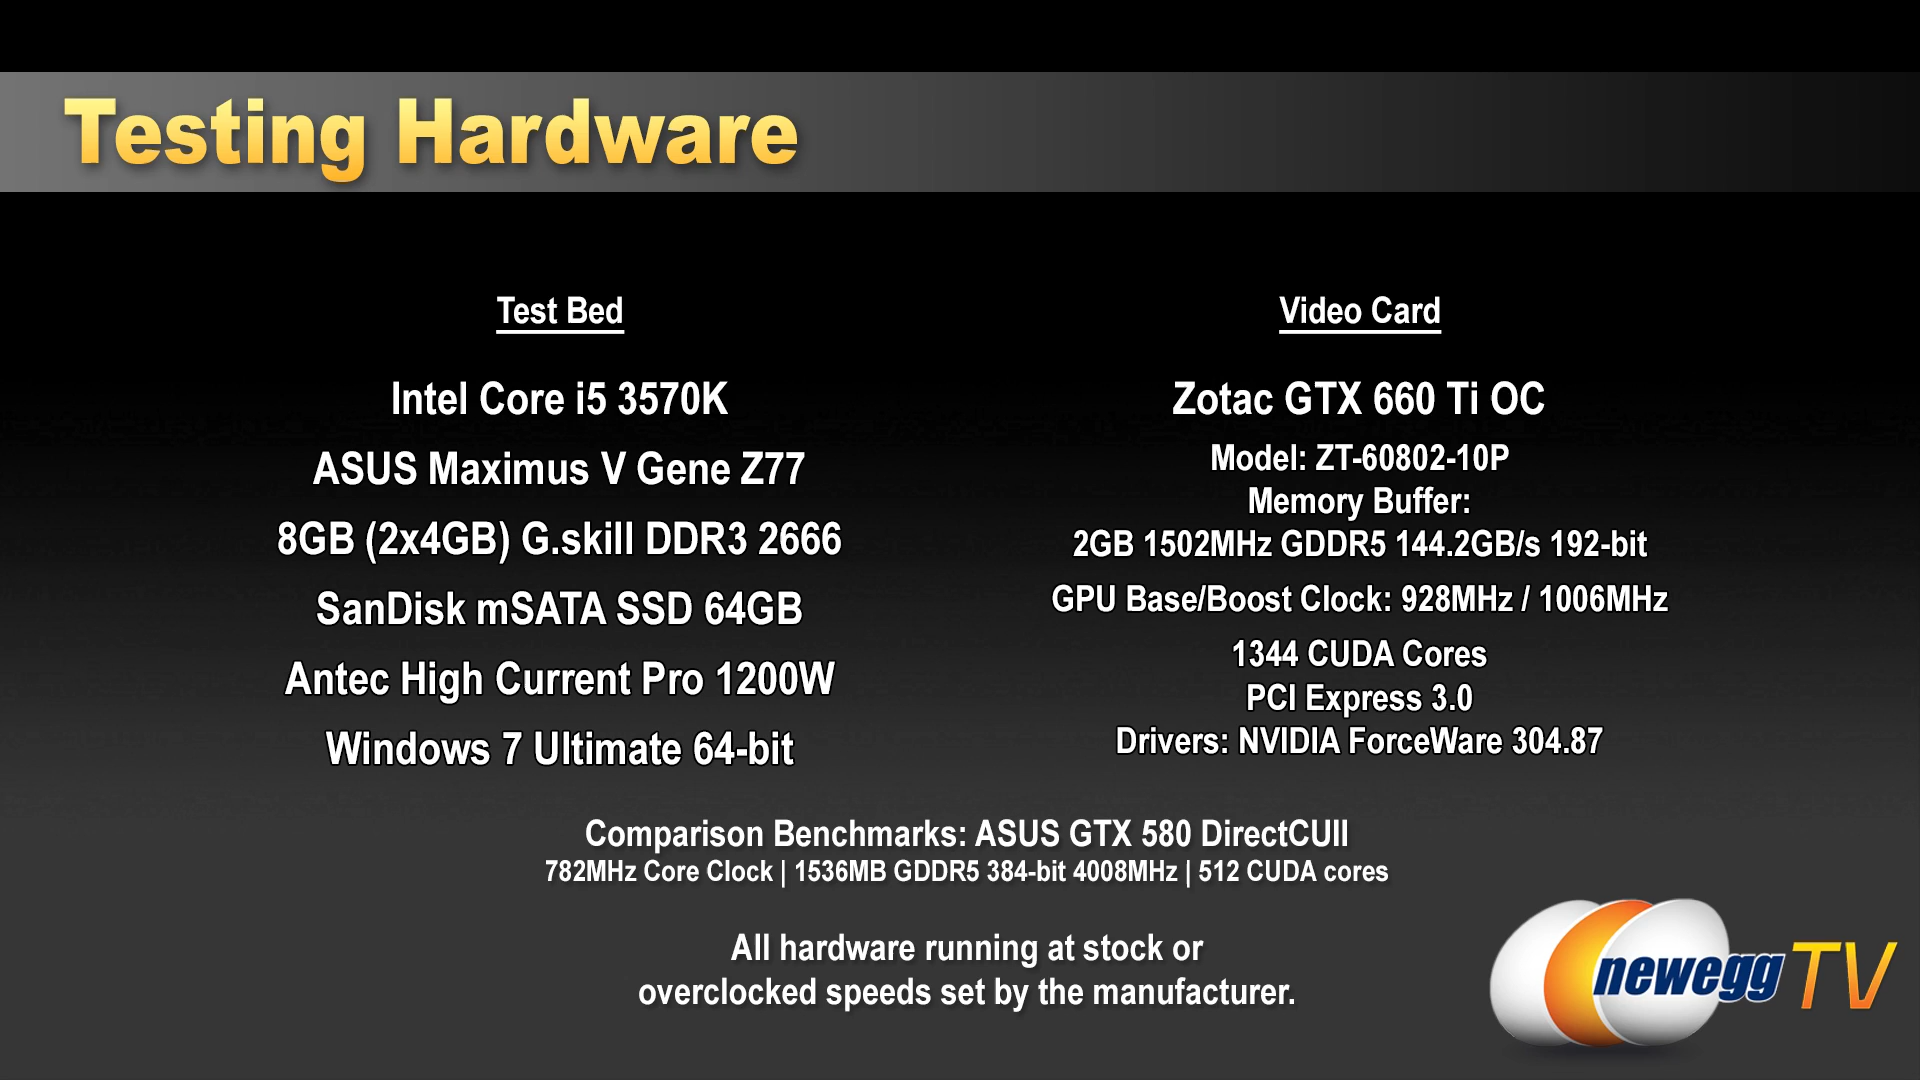 Testing Hardware
Test Bed
Intel Core i5 3570K
ASUS Maximus V Gene Z77
8GB (2x4GB) G.skill DDR3 2666
SanDisk mSATA SSD 64GB
Antec High Current Pro 1200W
Windows 7 Ultimate 64-bit
Video Card
Zotac GTX 660 Ti OC
Model: ZT-60802-10P
Memory Buffer:
2GB 1502MHz GDDR5 144.2GB/s 192-bit
GPU Base/Boost Clock: 928MHz / 1006MHz
1344 CUDA Cores
PCI Express 3.0
Drivers: NVIDIA ForceWare 304.87
Comparison Benchmarks: ASUS GTX 580 DirectCUII
782MHz Core Clock | 1536MB GDDR5 384-bit 4008MHz | 512 CUDA cores
All hardware running at stock or
overclocked speeds set by the manufacturer.
newegg TV